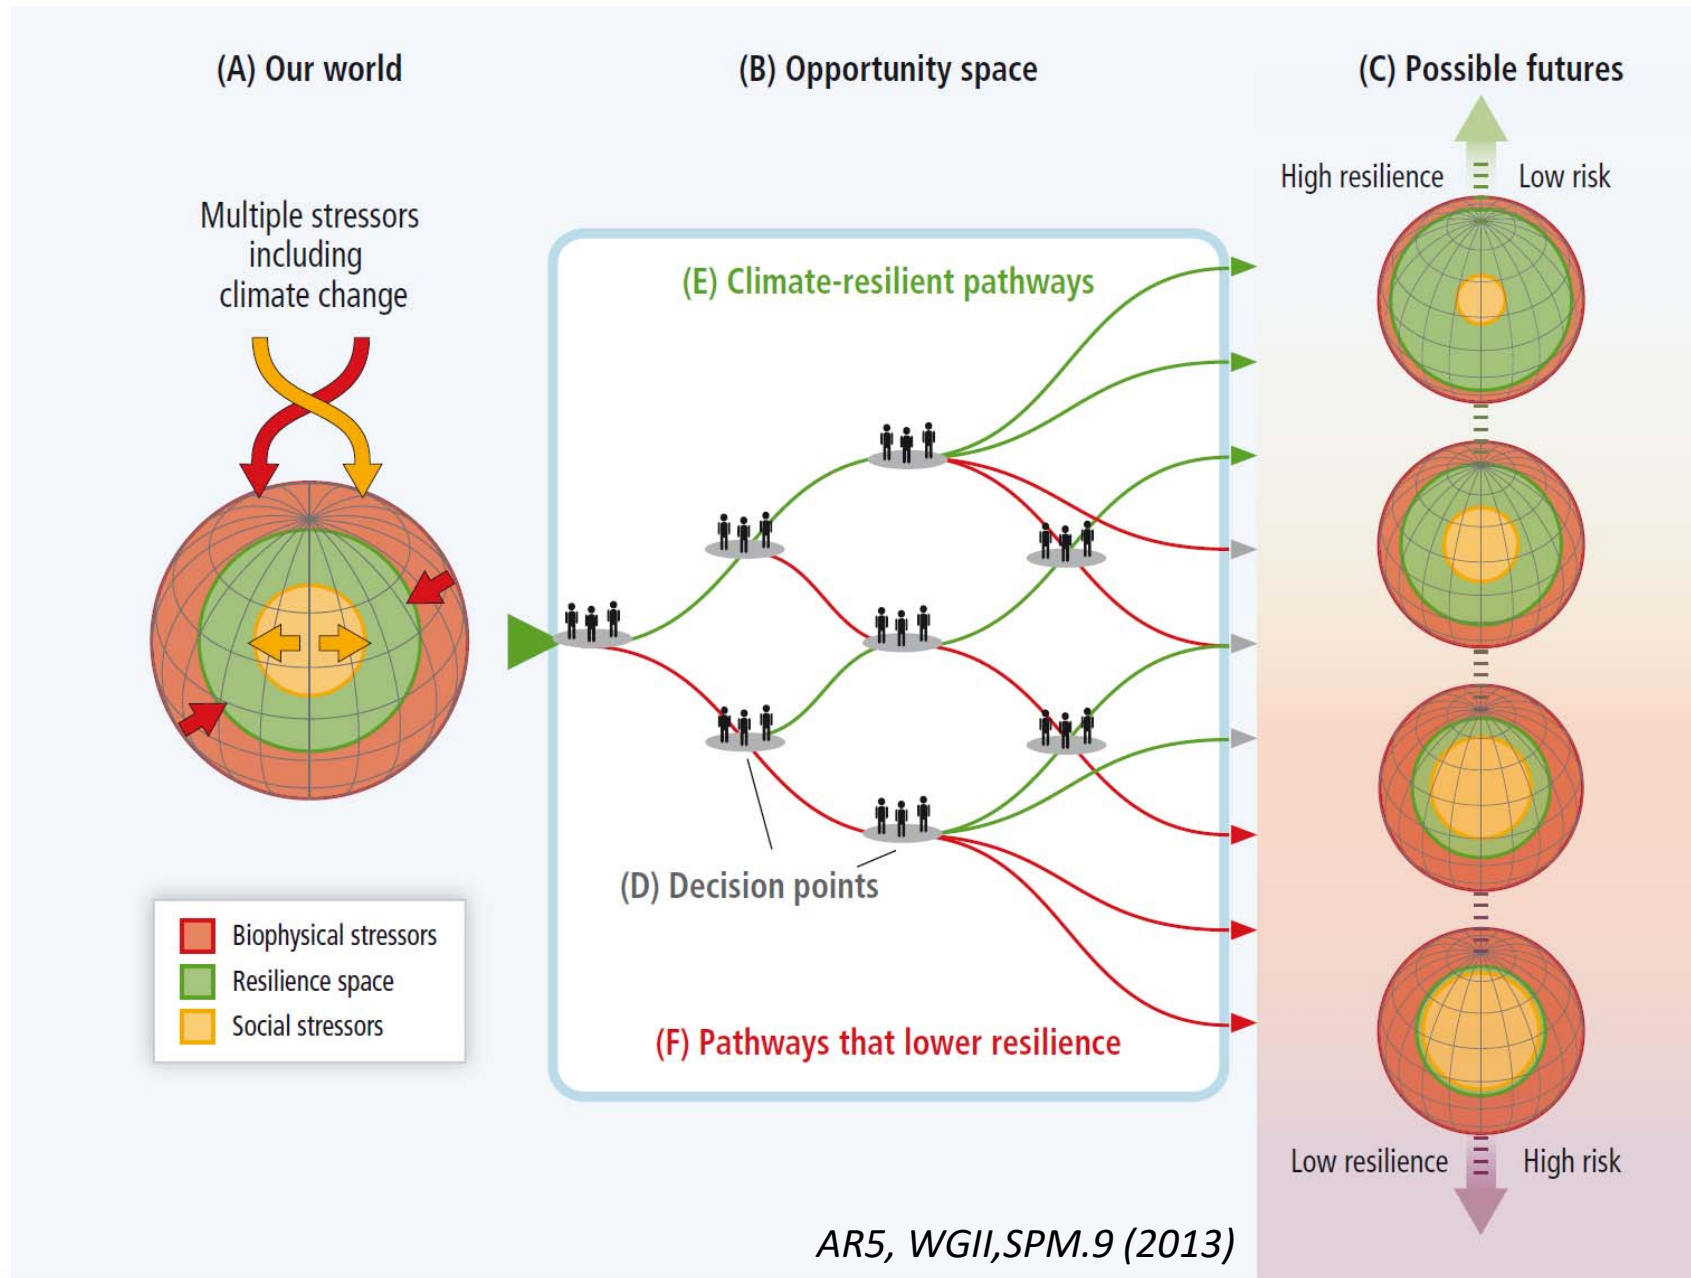 (A) Our world
(B) Opportunity space
(C) Possible futures
Multiple stressors
including
climate change
Biophysical stressors
Resilience space
Social stressors
(E) Climate-resilient pathways
(D) Decision points
(F) Pathways that lower resilience
High resilience
Low risk
Low resilience
High risk
AR5, WGII,SPM.9 (2013)